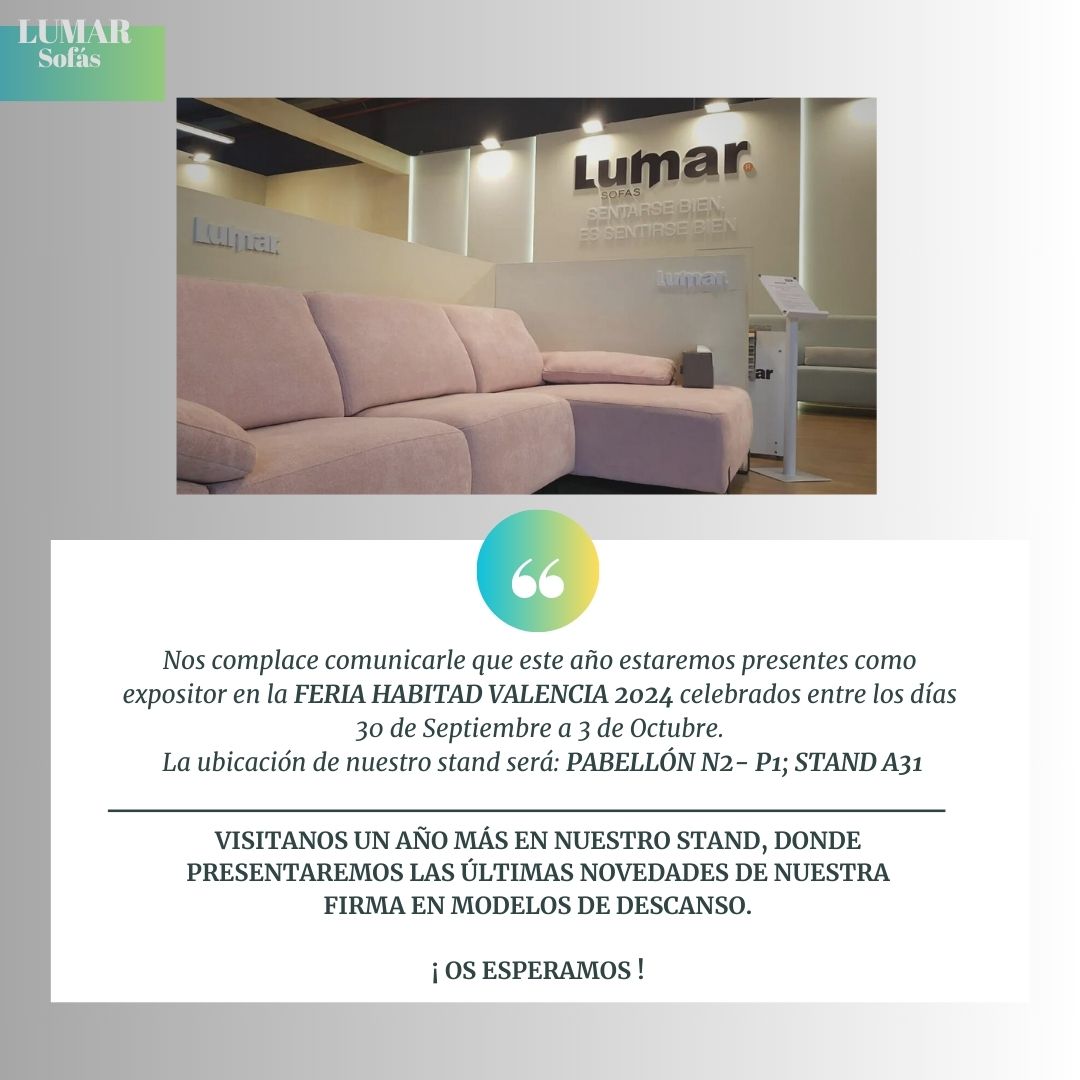 LUMAR
Sofás
Lumar
SOFAS
SENTARSE BIEN,
ES SENTIRSE BIEN
Lumar
Lumar
ar
Nos complace comunicarle que este año estaremos presentes como
expositor en la FERIA HABITAD VALENCIA 2024 celebrados entre los días
30 de Septiembre a 3 de Octubre.
La ubicación de nuestro stand será: PABELLÓN N2- P1; STAND A31
VISITANOS UN AÑO MÁS EN NUESTRO STAND, DONDE
PRESENTAREMOS LAS ÚLTIMAS NOVEDADES DE NUESTRA
FIRMA EN MODELOS DE DESCANSO.
¡ OS ESPERAMOS !